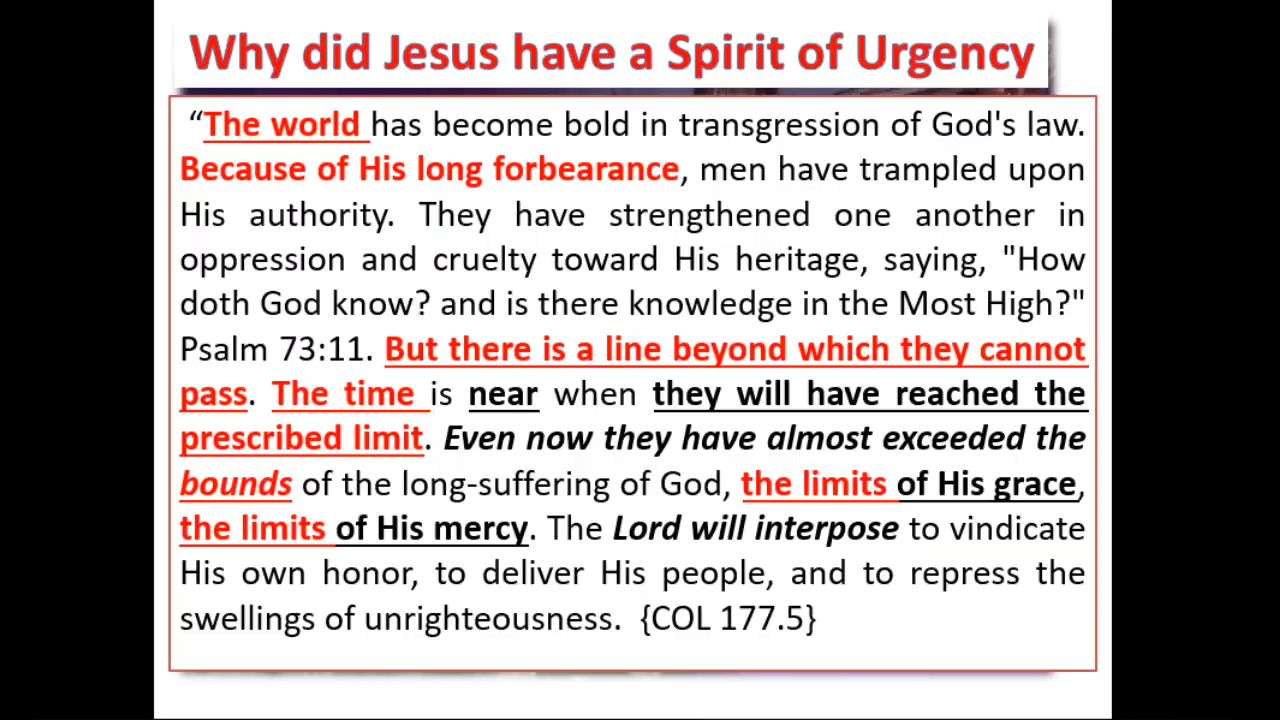 Why did Jesus have a Spirit of Urgency
“The world has become bold in transgression of God's law.
Because of His long forbearance, men have trampled upon
His authority. They have strengthened one another in
oppression and cruelty toward His heritage, saying, "How
doth God know? and is there knowledge in the Most High?"
Psalm 73:11. But there is a line beyond which they cannot
pass. The time is near when they will have reached the
prescribed limit. Even now they have almost exceeded the
bounds of the long-suffering of God, the limits of His grace,
the limits of His mercy. The Lord will interpose to vindicate
His own honor, to deliver His people, and to repress the
swellings of unrighteousness. {COL 177.5}